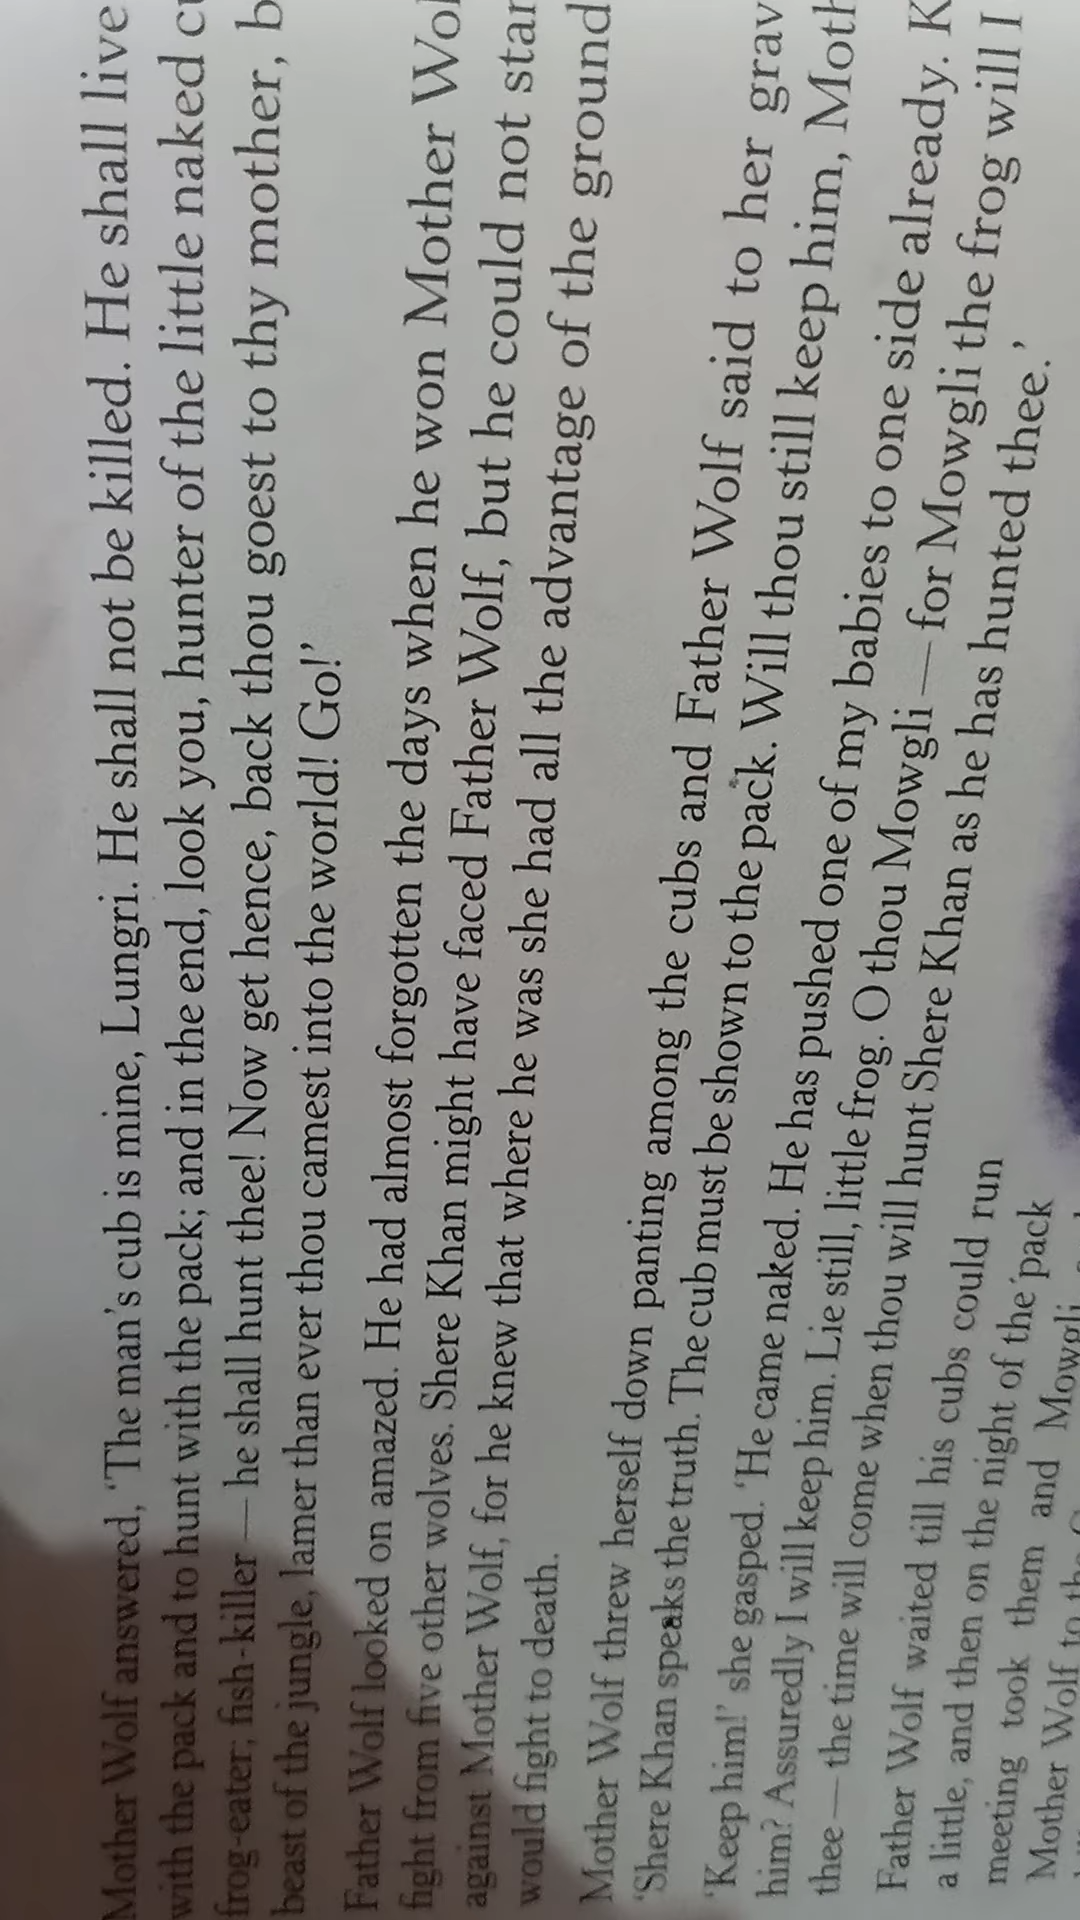 Mother Wolf answered, 'The man's cub is mine, Lungri. He shall not be killed. He shall live
with the pack and to hunt with the pack; and in the end, look you, hunter of the little naked
frog-eater; fish-killer — he shall hunt thee! Now get hence, back thou goest to thy mother,
beast of the jungle, lamer than ever thou camest into the world! Go!'
Father Wolf looked on amazed. He had almost forgotten the days when he won Mother
fight from five other wolves. Shere Khan might have faced Father Wolf, but he could not
against Mother Wolf, for he knew that where he was she had all the advantage of the ground
would fight to death.
Mother Wolf threw herself down panting among the cubs and Father Wolf said to her
'Shere Khan speaks the truth. The cub must be shown to the pack. Will thou still keep him,
'Keep him!' she gasped. 'He came naked. He has pushed one of my babies to one side already.
him? Assuredly I will keep him. Lie still, little frog. O thou Mowgli — for Mowgli the frog will I
thee — the time will come when thou will hunt Shere Khan as he has hunted thee.'
Father Wolf waited till his cubs could run
a little, and then on the night of the pack
meeting took them and Mowgli
Mother Wolf to